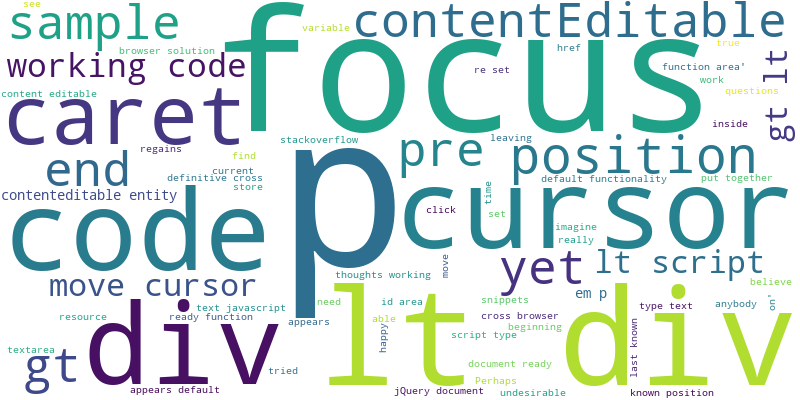 see
sample
focus
variable
contentEditable
browser solution
href
true
working code
re set
function area'
work
gt lt
content editable
questions
caret
inside
stackoverflow
leaving
regains
pre
position
find
p
end
current
definitive cross
default functionality
put together
contenteditable entity
store
time
code
click
cursor
set
imagine
really
move
yet
lt script
thoughts working
believe
move cursor
need
lt
div
em p
id area
snippets
type text
anybody
on'
text javascript
resource
ready function
appears
able
cross browser
beginning
div
happy
script type
last known
textarea
gt
tried
document ready
Perhaps
appears default
jQuery document
undesirable
known position